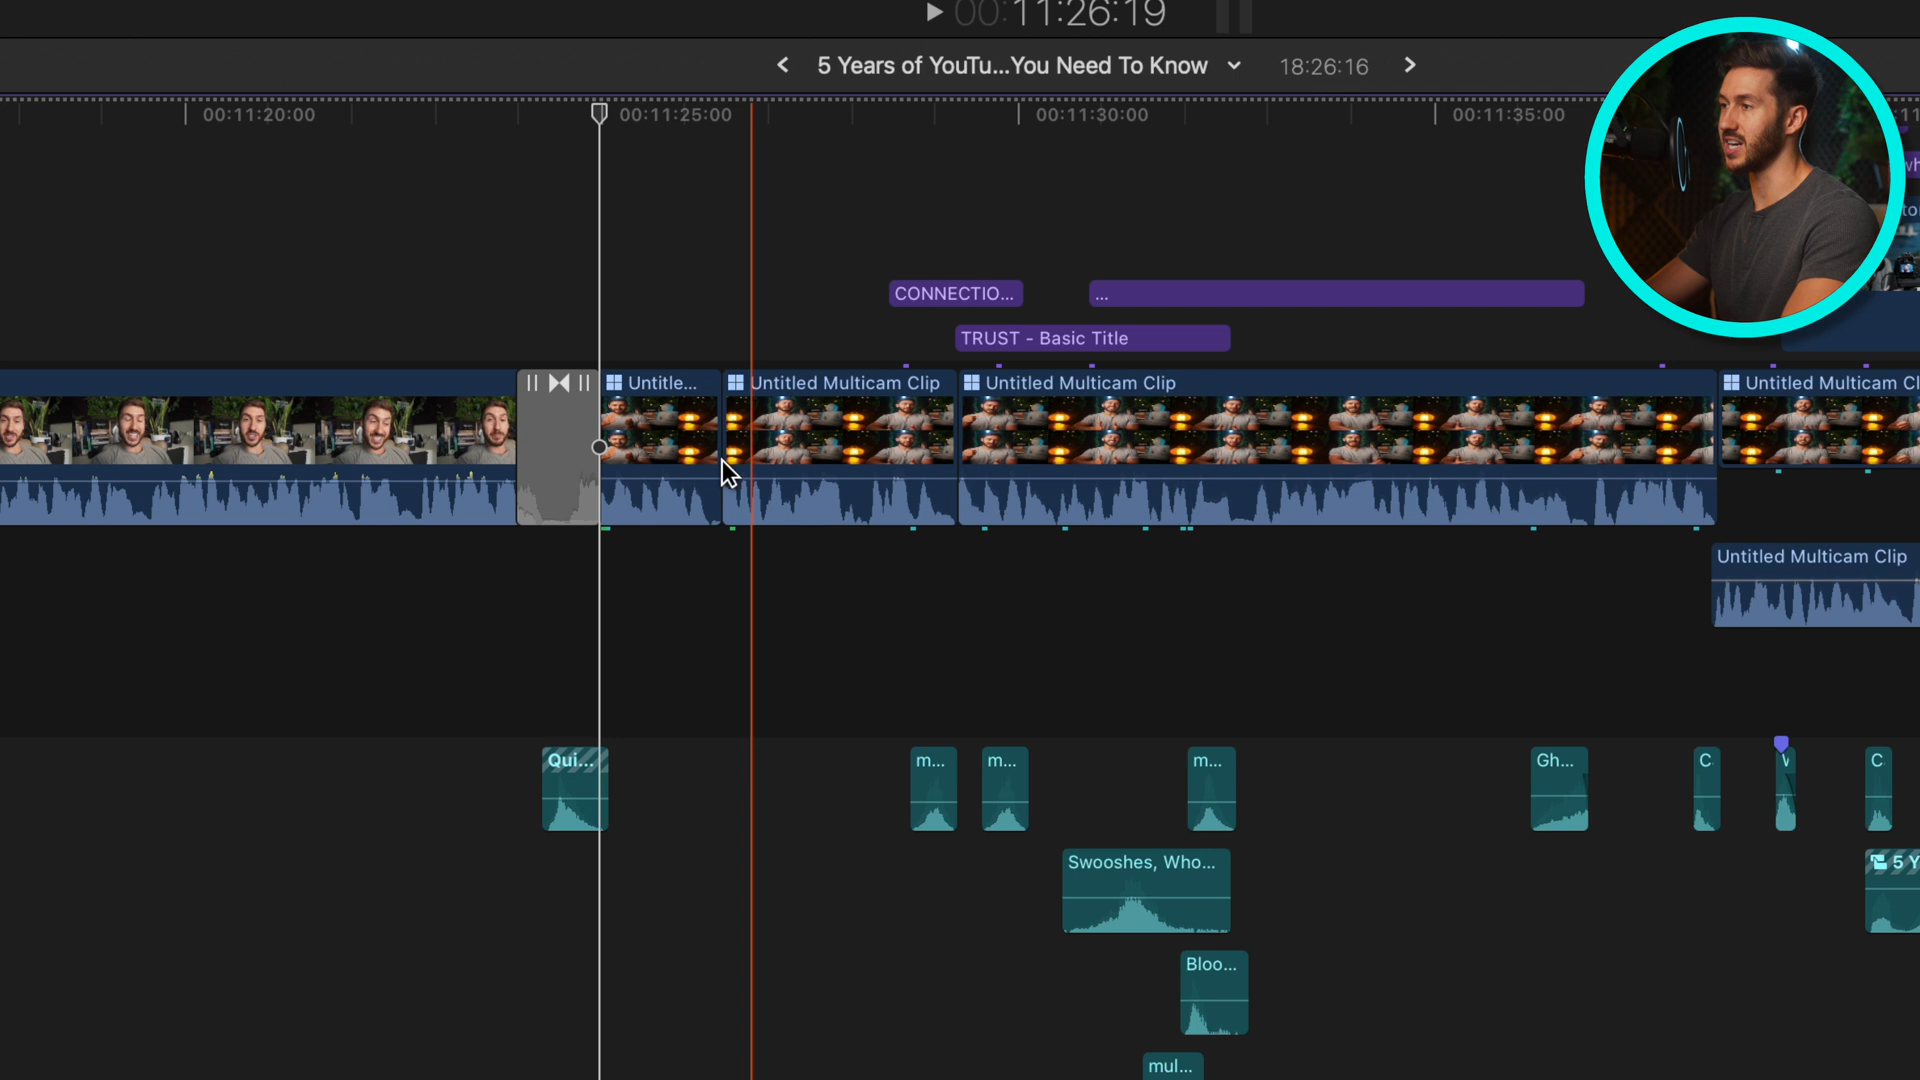 00:11:26:19
5 Years of YouTu...You Need To Know
18:26:16
00:11:20:00
00:11:25:00
00:11:30:00
00:11:35:00
CONNECTIO...
...
TRUST - Basic Title
Untitle...
Untitled Multicam Clip
Untitled Multicam Clip
Untitled Multicam Cl
Untitled Multicam Clip
Qui...
m...
m...
m...
Gh...
C
C
Swooshes, Who...
5 Y
Bloo...
mul...